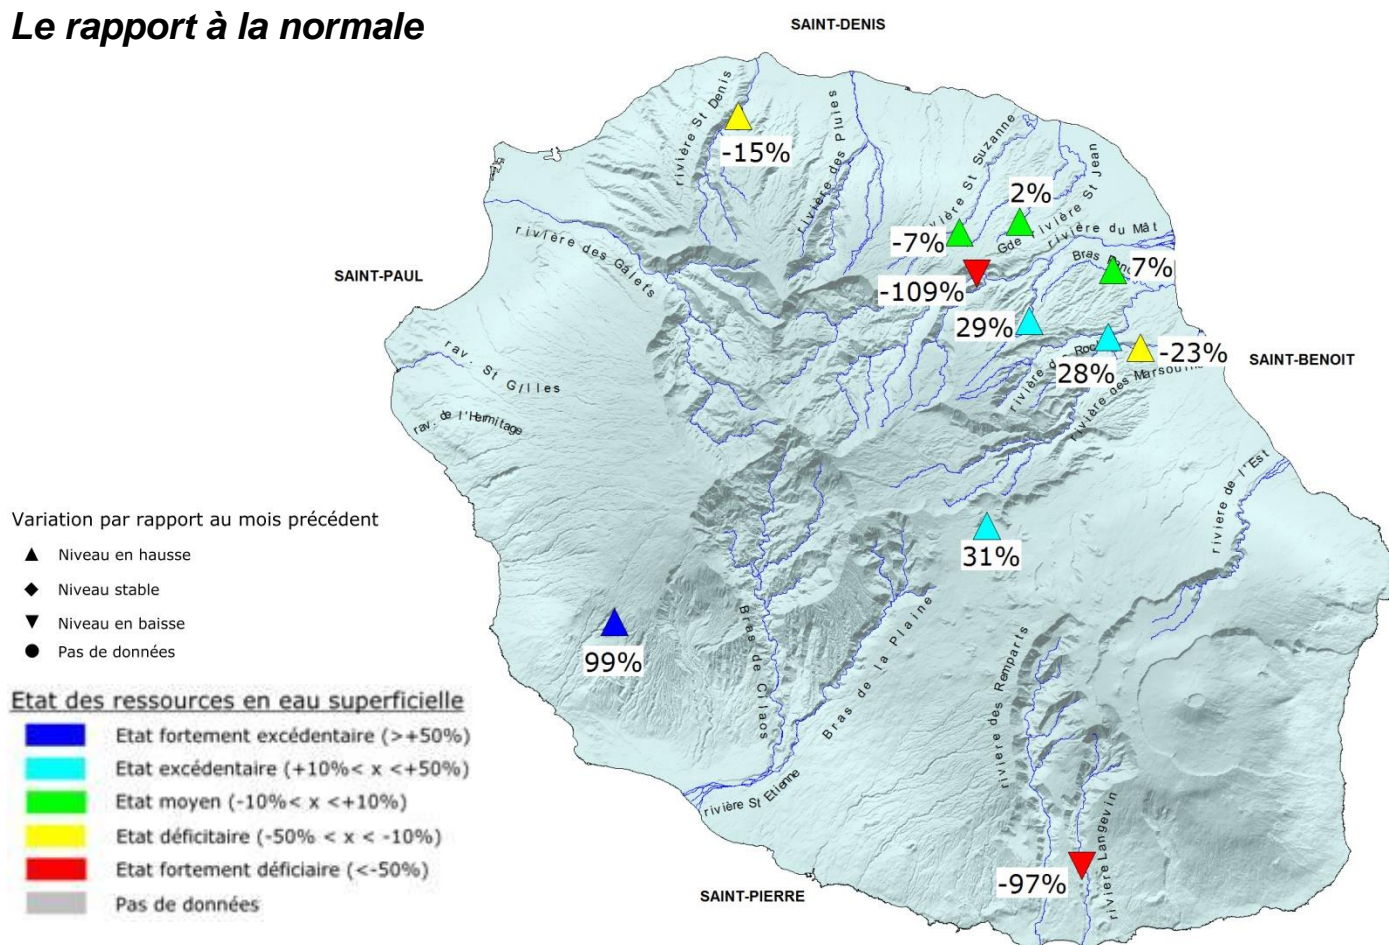 Le rapport à la normale
SAINT-DENIS
rivière St Denis
-15%
rivière des Pluies
rivière St Suzanne
2%
Gde rivière St Jean
-7%
rivière du Mât
rivière des Galets
SAINT-PAUL
-109%
Bras
7%
29%
28%
-23%
SAINT-BENOIT
rivière des Marsouins
rav. St Gilles
rav. de l'Hermitage
rivière de l'Est
31%
Variation par rapport au mois précédent
Niveau en hausse
Niveau stable
Niveau en baisse
Pas de données
99%
Bras de Cilaos
Bras de la Plaine
rivière des Remparts
Etat des ressources en eau superficielle
Etat fortement excédentaire (>+50%)
Etat excédentaire (+10%< x <+50%)
Etat moyen (-10%< x <+10%)
Etat déficitaire (-50% < x < -10%)
Etat fortement déficiaire (<-50%)
Pas de données
rivière St Etienne
rivière Langevin
-97%
SAINT-PIERRE